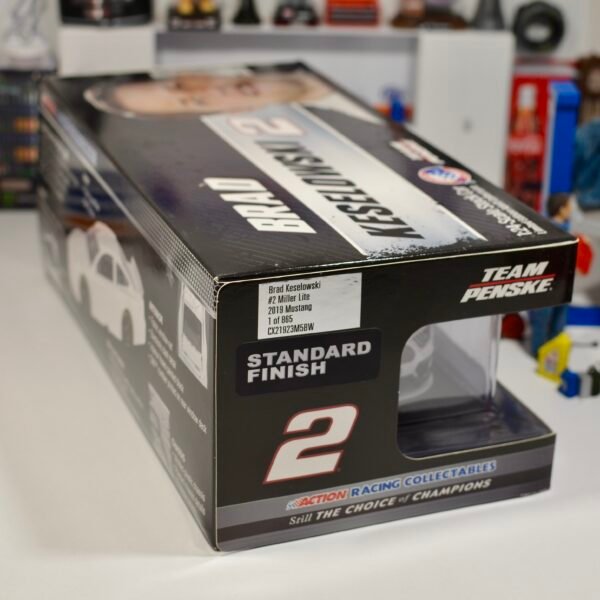 BRAD
KESELOWSKI
2
TEAM
PENSKE
Brad Keselowski
#2 Miller Lite
2019 Mustang
1 of 865
CX21923M5BW
STANDARD
FINISH
2
ACTION RACING COLLECTABLES
Still THE CHOICE of CHAMPIONS